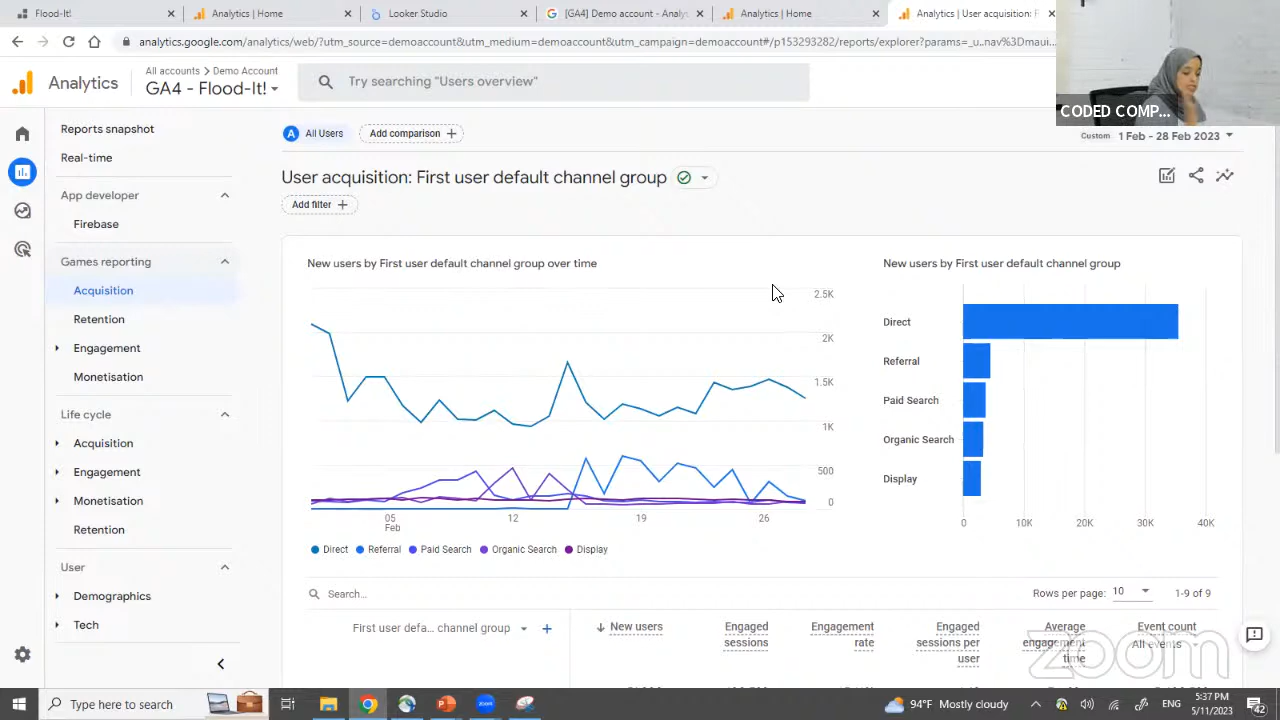 Flood-It!
Analytics | Home
Looker Studio
[GA4] Demo account - Analy
Analytics | Home
Analytics | User acquisition: F
analytics.google.com/analytics/web/?utm_source=demoaccount&utm_medium=demoaccount&utm_campaign=demoaccount#/p153293282/reports/explorer?params=_u..nav%3Dmaui
Analytics
All accounts > Demo Account
GA4 - Flood-It!
Try searching "Users overview"
CODED COMP...
Reports snapshot
Real-time
App developer
Firebase
Games reporting
Acquisition
Retention
Engagement
Monetisation
Life cycle
Acquisition
Engagement
Monetisation
Retention
User
Demographics
Tech
A All Users
Add comparison +
Custom 1 Feb - 28 Feb 2023
User acquisition: First user default channel group
Add filter +
New users by First user default channel group over time
2.5K
2K
1.5K
1K
500
0
05
Feb
12
19
26
Direct Referral Paid Search Organic Search Display
New users by First user default channel group
Direct
Referral
Paid Search
Organic Search
Display
0 10K 20K 30K 40K
Search...
Rows per page: 10 1-9 of 9
First user defa... channel group +
New users
Engaged sessions
Engagement rate
Engaged sessions per user
Average engagement time
Event count
All events
zoom
Type here to search
94°F Mostly cloudy
ENG
5:37 PM
5/11/2023
42